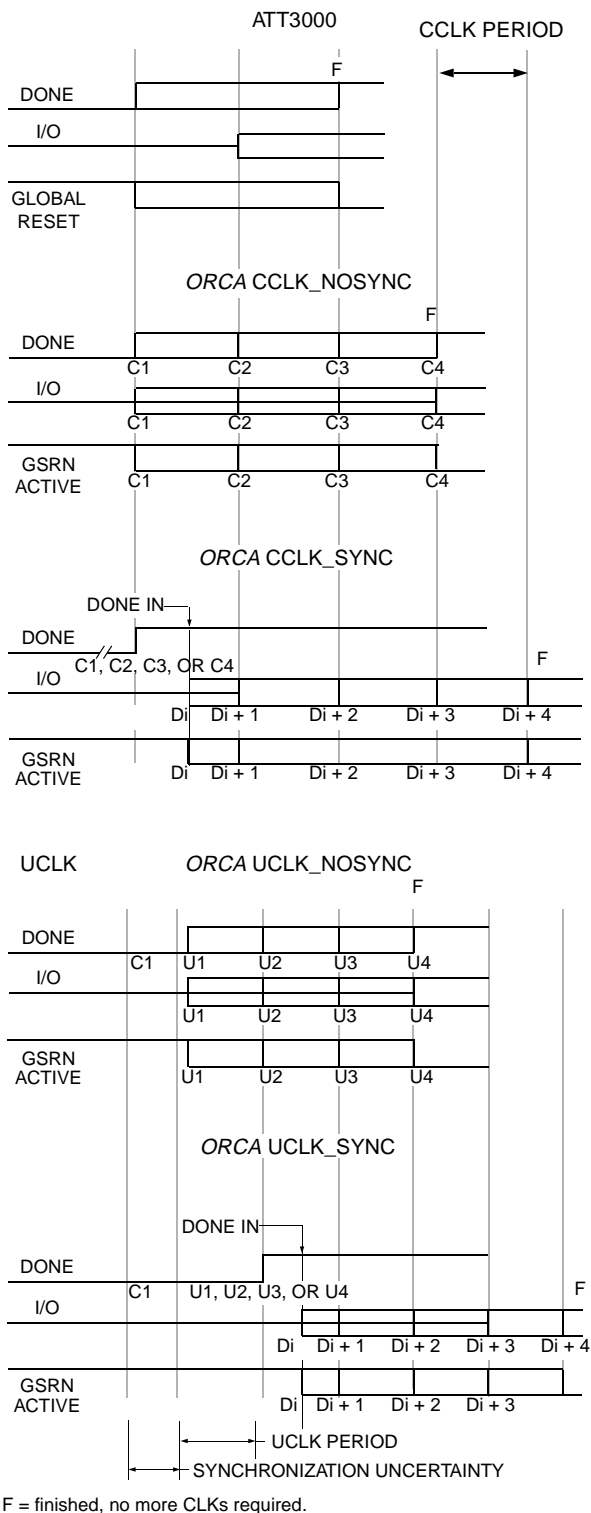 ATT3000
CCLK PERIOD
F
DONE
I/O
GLOBAL
RESET
ORCA CCLK_NOSYNC
F
DONE
C1 C2 C3 C4
I/O
C1 C2 C3 C4
GSRN
ACTIVE
C1 C2 C3 C4
ORCA CCLK_SYNC
DONE IN
DONE
C1, C2, C3, OR C4
F
I/O
Di Di + 1 Di + 2 Di + 3 Di + 4
GSRN
ACTIVE
Di Di + 1 Di + 2 Di + 3 Di + 4
UCLK ORCA UCLK_NOSYNC
F
DONE
C1 U1 U2 U3 U4
I/O
U1 U2 U3 U4
GSRN
ACTIVE
U1 U2 U3 U4
ORCA UCLK_SYNC
DONE IN
DONE
C1 U1, U2, U3, OR U4
F
I/O
Di Di + 1 Di + 2 Di + 3 Di + 4
GSRN
ACTIVE
Di Di + 1 Di + 2 Di + 3
UCLK PERIOD
SYNCHRONIZATION UNCERTAINTY
F = finished, no more CLKs required.